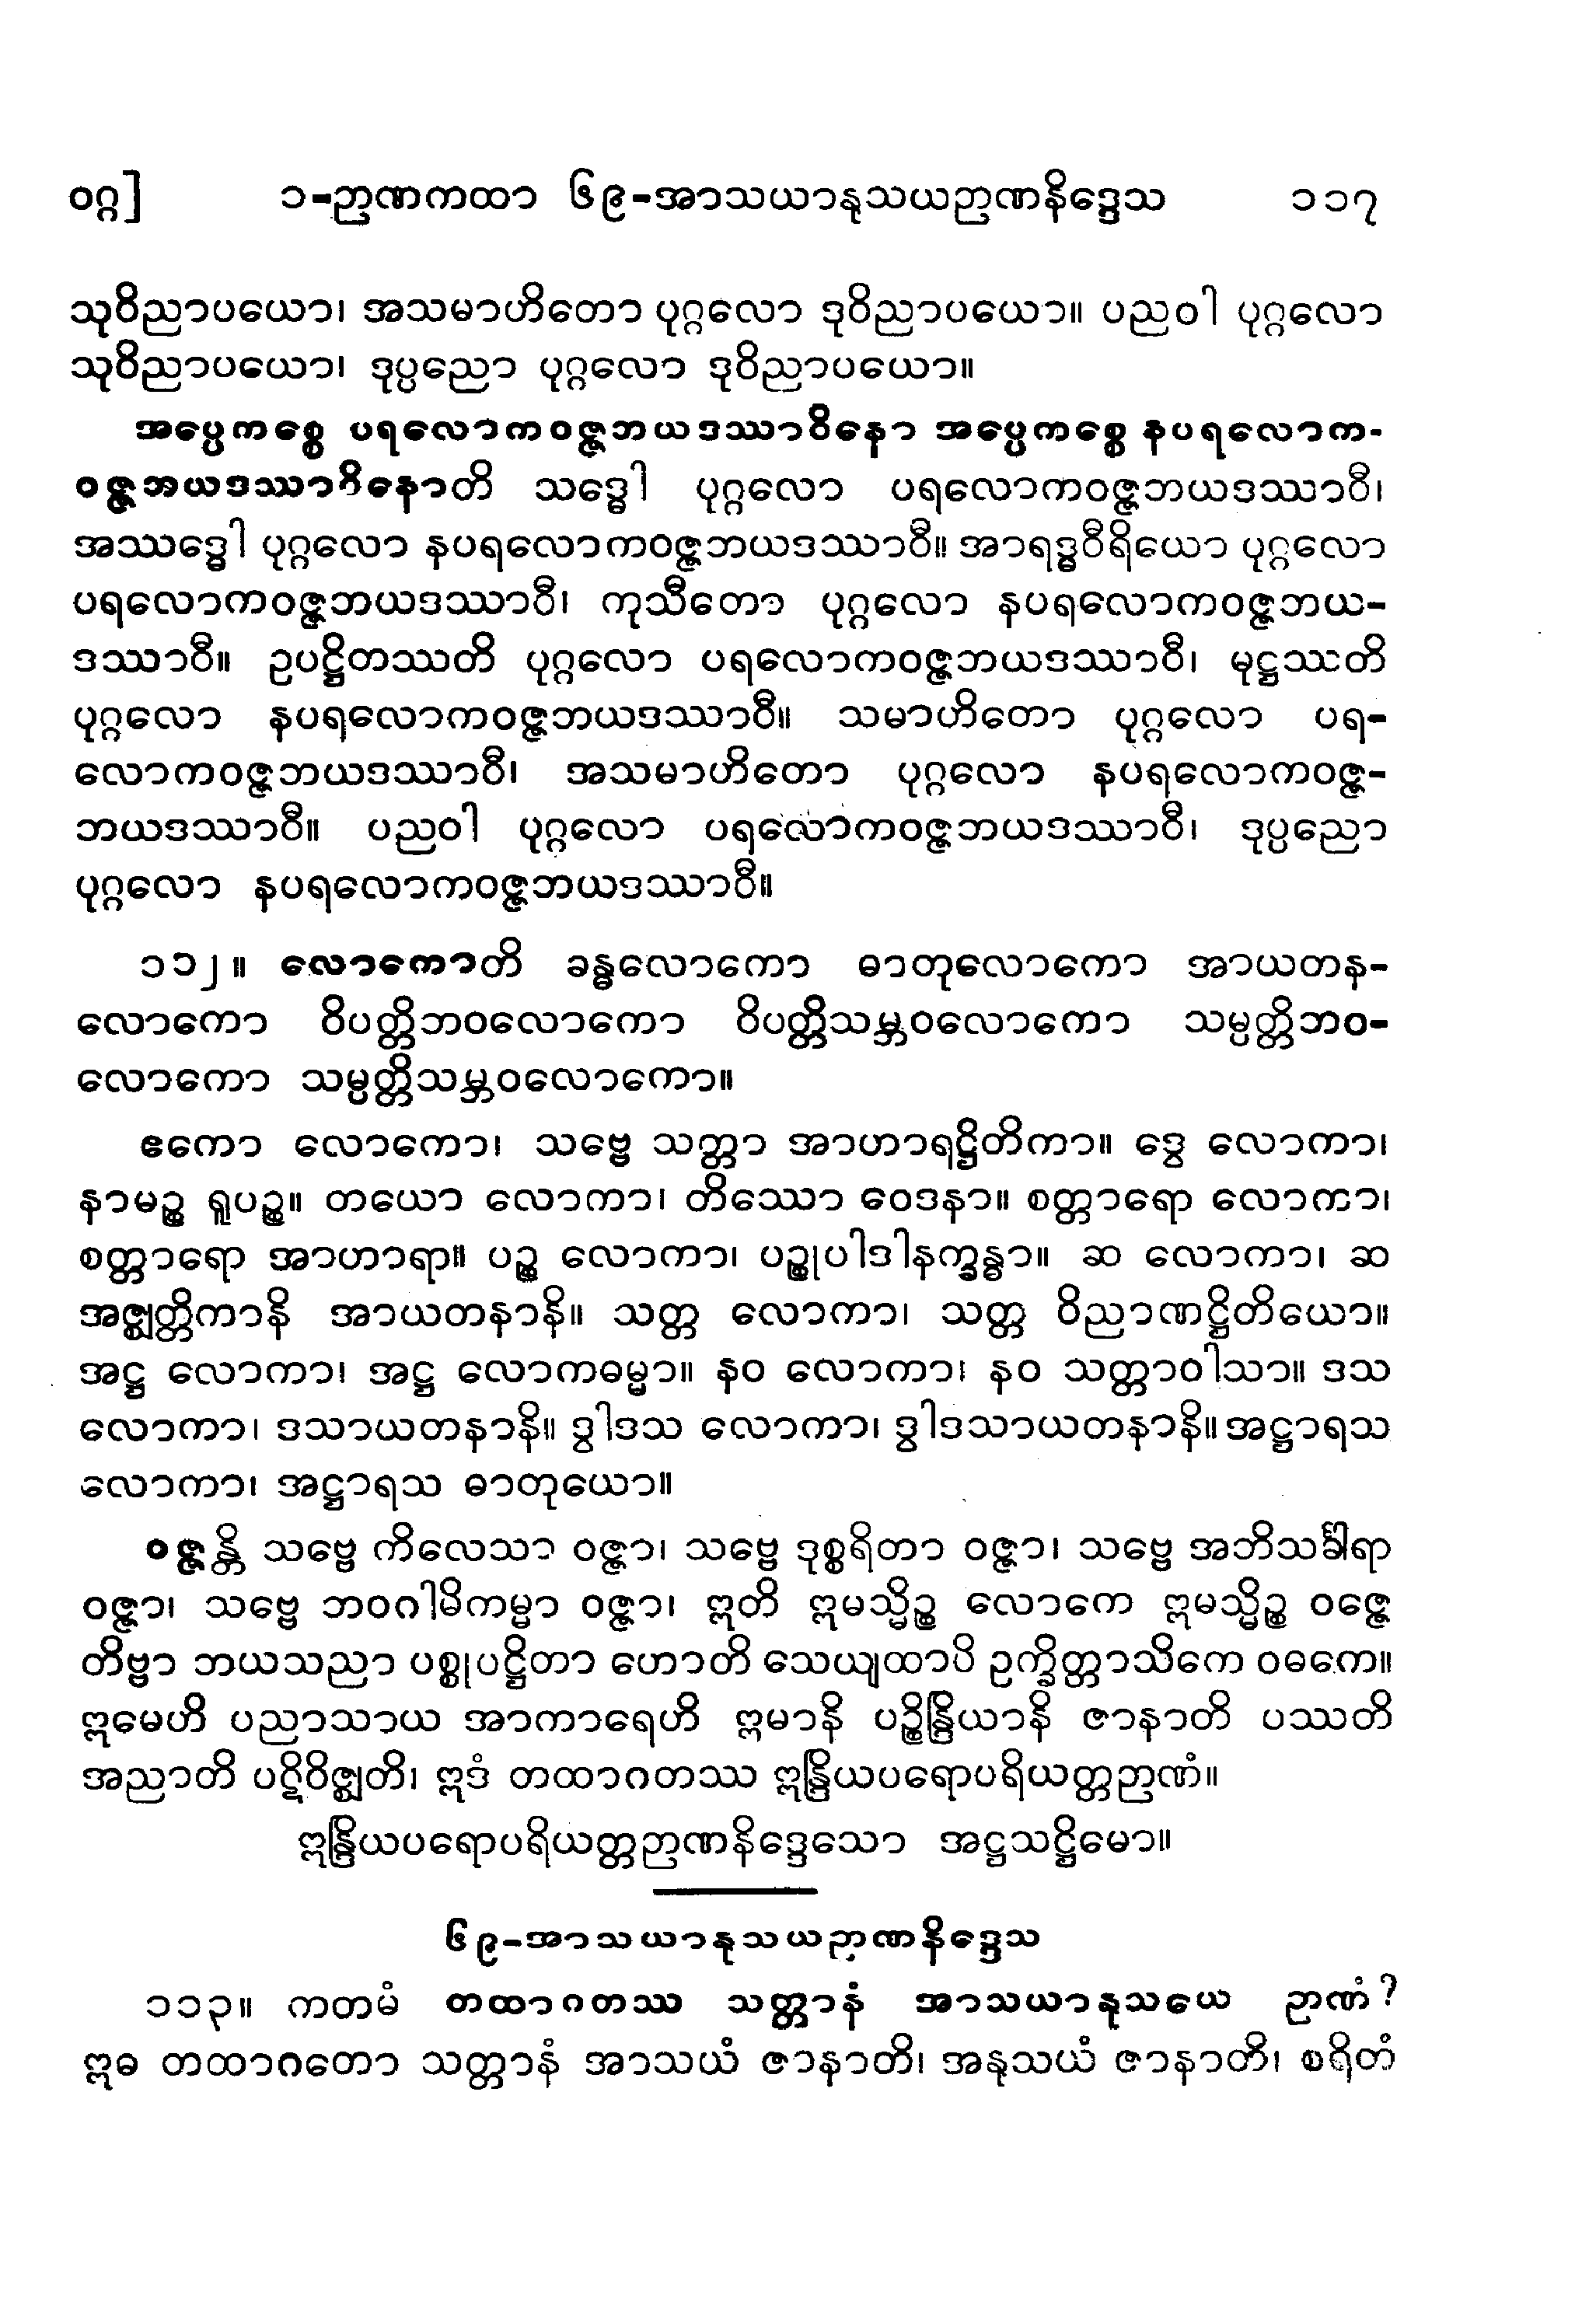 ဝဂ္ဂ] ၁-ဉာဏကထာ ၆၉-အာသယာနုသယဉာဏနိဒ္ဒေသ ၁၁၇
သုဝိညာပယော၊ အသမာဟိတော ပုဂ္ဂလော ဒုဝိညာပယော။ ပညဝါ ပုဂ္ဂလော
သုဝိညာပယော၊ ဒုပ္ပညော ပုဂ္ဂလော ဒုဝိညာပယော။
အပ္ပေကစ္စေ ပရလောကဝဇ္ဇဘယဒဿာဝိနော အပ္ပေကစ္စေ နပရလောက-
ဝဇ္ဇဘယဒဿာဝိနောတိ သဒ္ဓေါ ပုဂ္ဂလော ပရလောကဝဇ္ဇဘယဒဿာဝီ၊
အဿဒ္ဓေါ ပုဂ္ဂလော နပရလောကဝဇ္ဇဘယဒဿာဝီ။ အာရဒ္ဓဝီရိယော ပုဂ္ဂလော
ပရလောကဝဇ္ဇဘယဒဿာဝီ၊ ကုသီတော ပုဂ္ဂလော နပရလောကဝဇ္ဇဘယ-
ဒဿာဝီ။ ဥပဋ္ဌိတဿတိ ပုဂ္ဂလော ပရလောကဝဇ္ဇဘယဒဿာဝီ၊ မုဋ္ဌဿတိ
ပုဂ္ဂလော နပရလောကဝဇ္ဇဘယဒဿာဝီ။ သမာဟိတော ပုဂ္ဂလော ပရ-
လောကဝဇ္ဇဘယဒဿာဝီ၊ အသမာဟိတော ပုဂ္ဂလော နပရလောကဝဇ္ဇ-
ဘယဒဿာဝီ။ ပညဝါ ပုဂ္ဂလော ပရလောကဝဇ္ဇဘယဒဿာဝီ၊ ဒုပ္ပညော
ပုဂ္ဂလော နပရလောကဝဇ္ဇဘယဒဿာဝီ။
၁၁၂။ လောကောတိ ခန္ဓလောကော ဓာတုလောကော အာယတန-
လောကော ဝိပတ္တိဘဝလောကော ဝိပတ္တိသမ္ဘဝလောကော သမ္ပတ္တိဘဝ-
လောကော သမ္ပတ္တိသမ္ဘဝလောကော။
ဧကော လောကော၊ သဗ္ဗေ သတ္တာ အာဟာရဋ္ဌိတိကာ။ ဒွေ လောကာ၊
နာမဉ္စ ရူပဉ္စ။ တယော လောကာ၊ တိဿော ဝေဒနာ။ စတ္တာရော လောကာ၊
စတ္တာရော အာဟာရာ။ ပဉ္စ လောကာ၊ ပဉ္စုပါဒါနက္ခန္ဓာ။ ဆ လောကာ၊ ဆ
အဇ္ဈတ္တိကာနိ အာယတနာနိ။ သတ္တ လောကာ၊ သတ္တ ဝိညာဏဋ္ဌိတိယော။
အဋ္ဌ လောကာ၊ အဋ္ဌ လောကဓမ္မာ။ နဝ လောကာ၊ နဝ သတ္တာဝါသာ။ ဒသ
လောကာ၊ ဒသာယတနာနိ။ ဒွါဒသ လောကာ၊ ဒွါဒသာယတနာနိ။ အဋ္ဌာရသ
လောကာ၊ အဋ္ဌာရသ ဓာတုယော။
ဝဇ္ဇန္တိ သဗ္ဗေ ကိလေသာ ဝဇ္ဇာ၊ သဗ္ဗေ ဒုစ္စရိတာ ဝဇ္ဇာ၊ သဗ္ဗေ အဘိသင်္ခါရာ
ဝဇ္ဇာ၊ သဗ္ဗေ ဘဝဂါမိကမ္မာ ဝဇ္ဇာ၊ ဣတိ ဣမသ္မိဉ္စ လောကေ ဣမသ္မိဉ္စ ဝဇ္ဇေ
တိဗ္ဗာ ဘယသညာ ပစ္စုပဋ္ဌိတာ ဟောတိ သေယျထာပိ ဥက္ခိတ္တာသိကေ ဝဓကေ။
ဣမေဟိ ပညာသာယ အာကာရေဟိ ဣမာနိ ပဉ္စိန္ဒြိယာနိ ဇာနာတိ ပဿတိ
အညာတိ ပဋိဝိဇ္ဈတိ၊ ဣဒံ တထာဂတဿ ဣန္ဒြိယပရောပရိယတ္တဉာဏံ။
ဣန္ဒြိယပရောပရိယတ္တဉာဏနိဒ္ဒေသော အဋ္ဌသဋ္ဌိမော။
၆၉-အာသယာနုသယဉာဏနိဒ္ဒေသ
၁၁၃။ ကတမံ တထာဂတဿ သတ္တာနံ အာသယာနုသယေ ဉာဏံ?
ဣဓ တထာဂတော သတ္တာနံ အာသယံ ဇာနာတိ၊ အနုသယံ ဇာနာတိ၊ စရိတံ